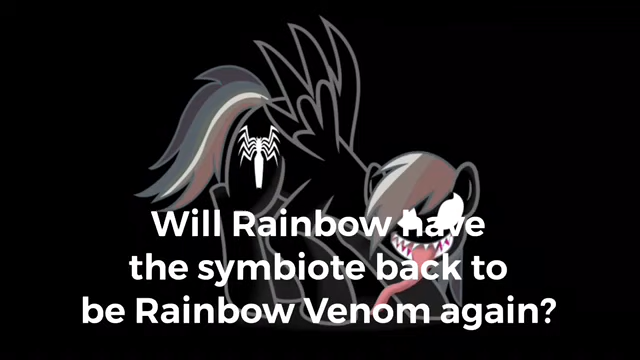 Will Rainbow have
the symbiote back to
be Rainbow Venom again?